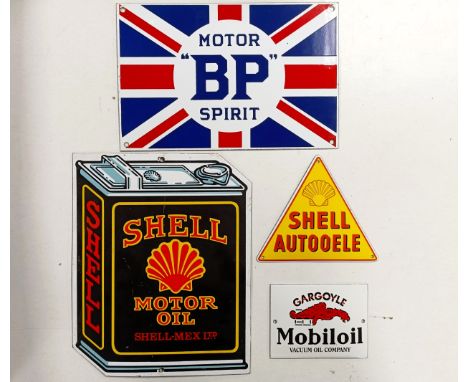 MOTOR
"BP"
SPIRIT
SHELL
SHELL
MOTOR
OIL
SHELL-MEX LTD
SHELL
AUTOOELE
GARGOYLE
Mobiloil
VACUUM OIL COMPANY